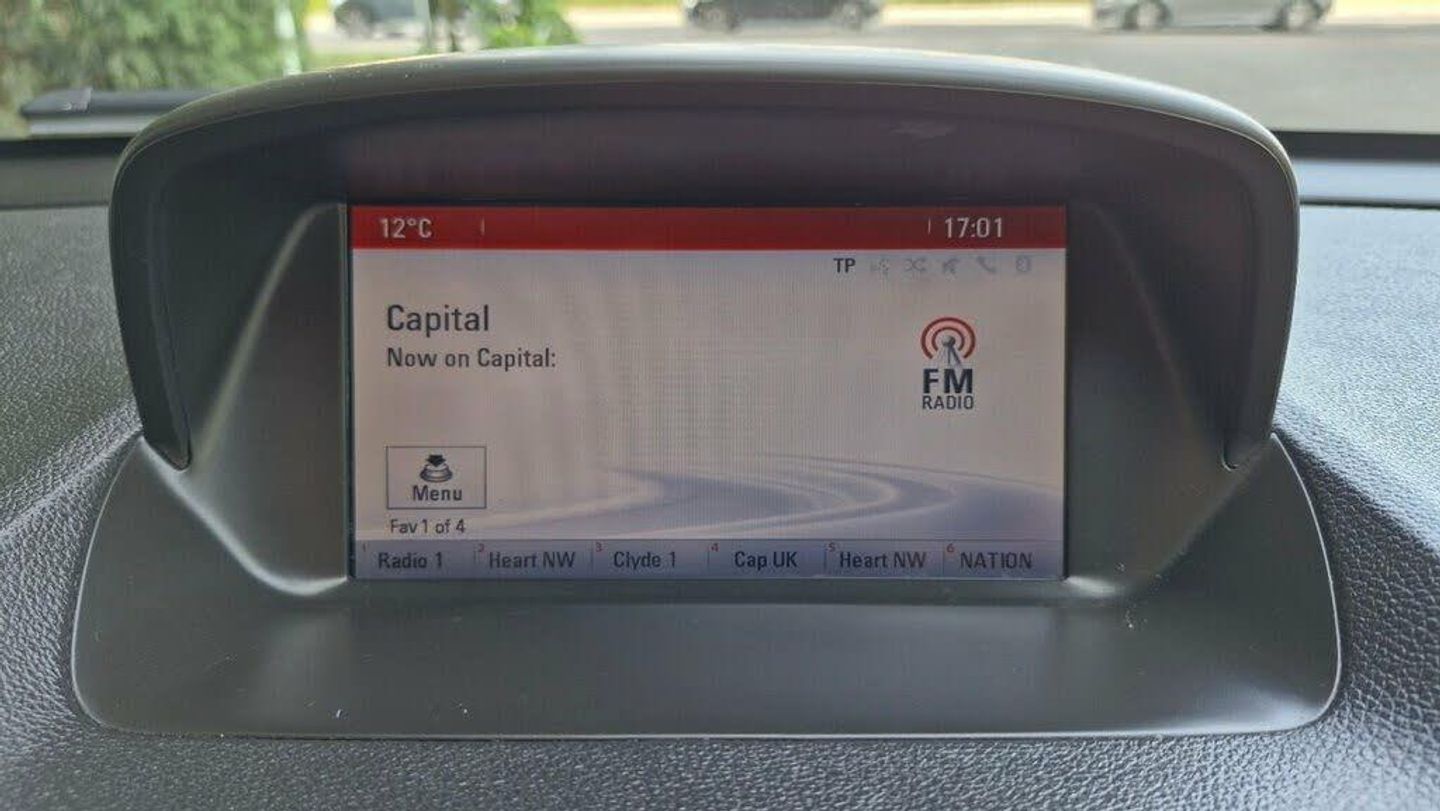 12°C 17:01
TP
Capital
Now on Capital:
FM
RADIO
Menu
Fav 1 of 4
1 Radio 1 2 Heart NW 3 Clyde 1 4 Cap UK 5 Heart NW 6 NATION